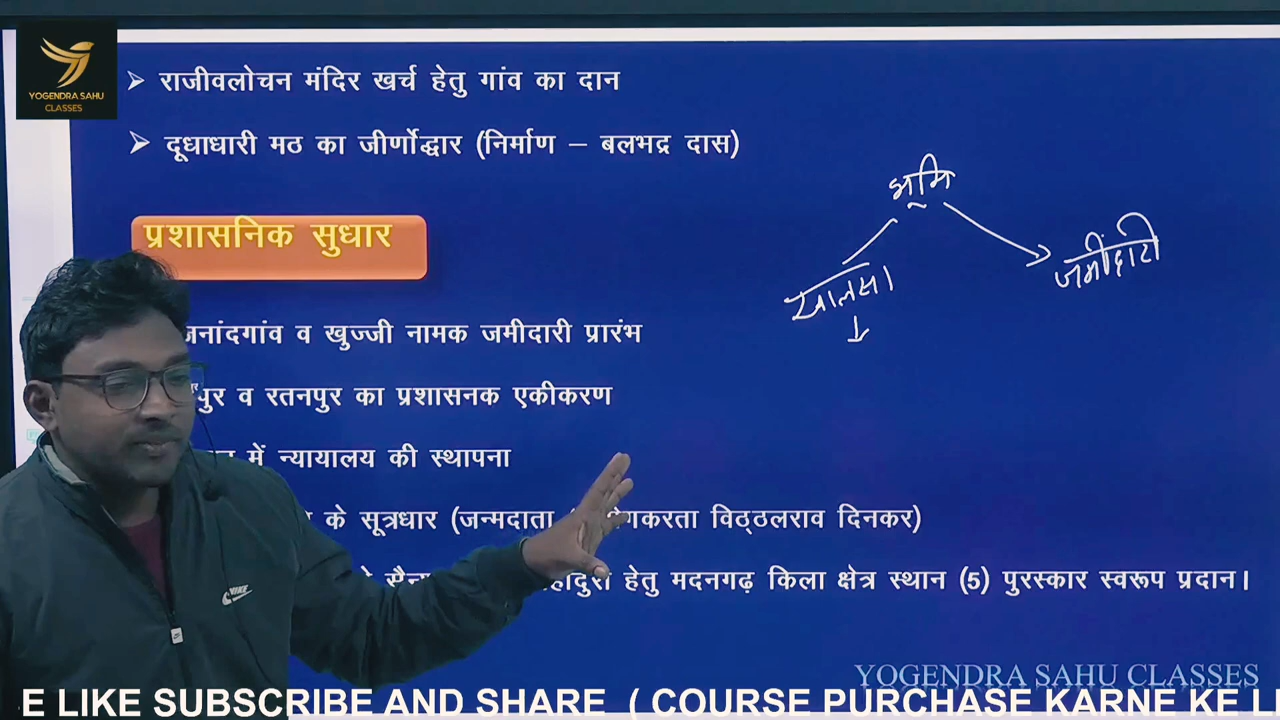 YOGENDRA SAHU
CLASSES
➢ राजीवलोचन मंदिर खर्च हेतु गांव का दान
➢ दूधाधारी मठ का जीर्णोद्धार (निर्माण – बलभद्र दास)
भूमि
खालसा
जमींदारी
प्रशासनिक सुधार
जनांदगांव व खुज्जी नामक जमीदारी प्रारंभ
पुर व रतनपुर का प्रशासनक एकीकरण
में न्यायालय की स्थापना
के सूत्रधार (जन्मदाता विठ्ठलराव दिनकर)
हेतु मदनगढ़ किला क्षेत्र स्थान (5) पुरस्कार स्वरूप प्रदान।
YOGENDRA SAHU CLASSES
E LIKE SUBSCRIBE AND SHARE ( COURSE PURCHASE KARNE KE LI